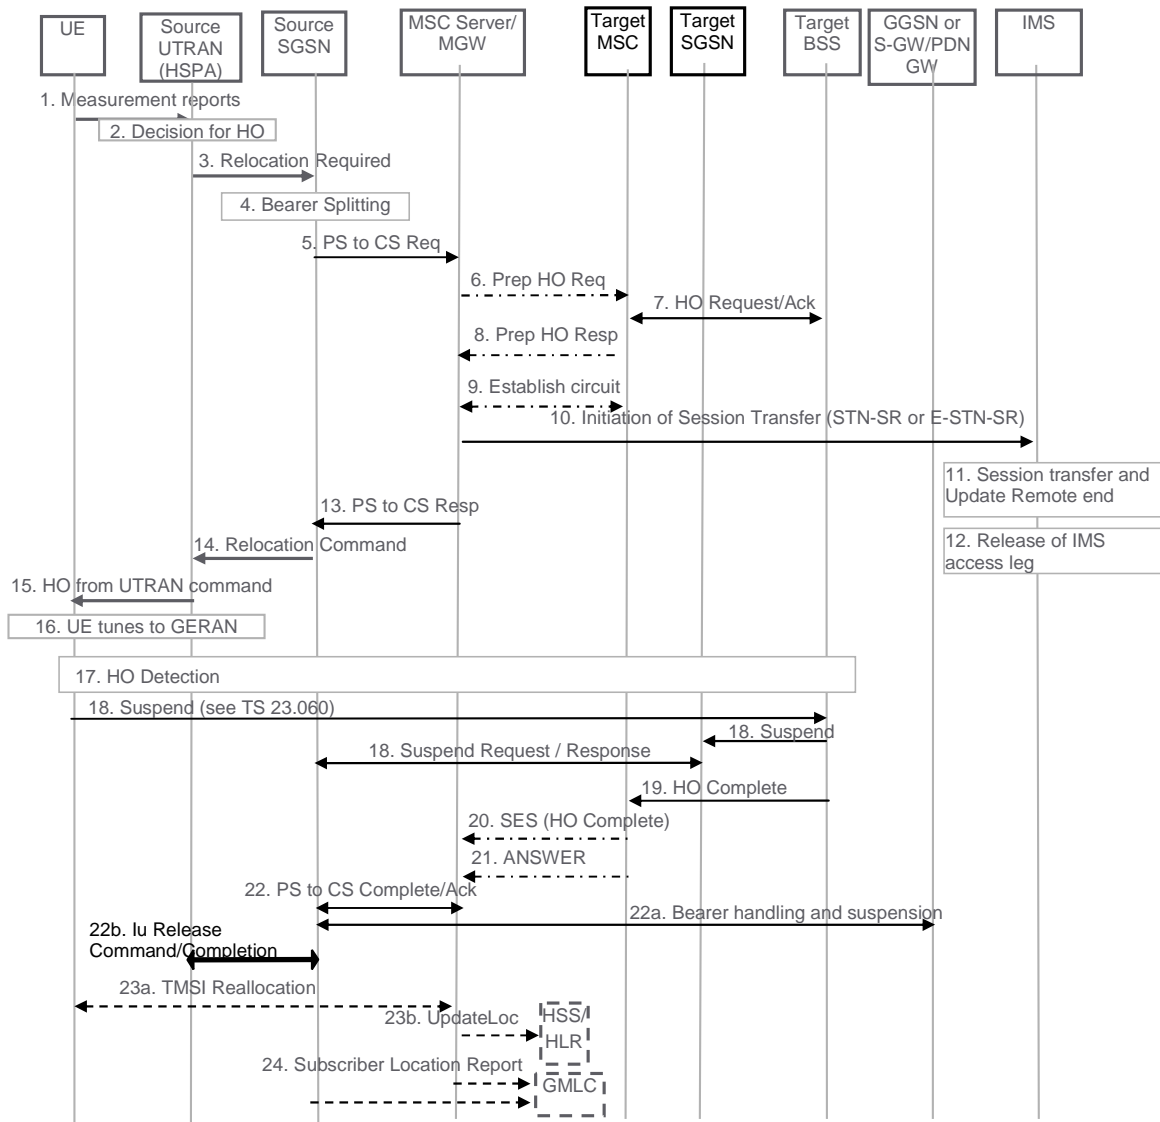 UE
Source
UTRAN
(HSPA)
Source
SGSN
MSC Server/
MGW
Target
MSC
Target
SGSN
Target
BSS
GGSN or
S-GW/PDN
GW
IMS
1. Measurement reports
2. Decision for HO
3. Relocation Required
4. Bearer Splitting
5. PS to CS Req
6. Prep HO Req
7. HO Request/Ack
8. Prep HO Resp
9. Establish circuit
10. Initiation of Session Transfer (STN-SR or E-STN-SR)
11. Session transfer and
Update Remote end
13. PS to CS Resp
12. Release of IMS
access leg
14. Relocation Command
15. HO from UTRAN command
16. UE tunes to GERAN
17. HO Detection
18. Suspend (see TS 23.060)
18. Suspend
18. Suspend Request / Response
19. HO Complete
20. SES (HO Complete)
21. ANSWER
22. PS to CS Complete/Ack
22a. Bearer handling and suspension
22b. Iu Release
Command/Completion
23a. TMSI Reallocation
23b. UpdateLoc
HSS/
HLR
24. Subscriber Location Report
GMLC